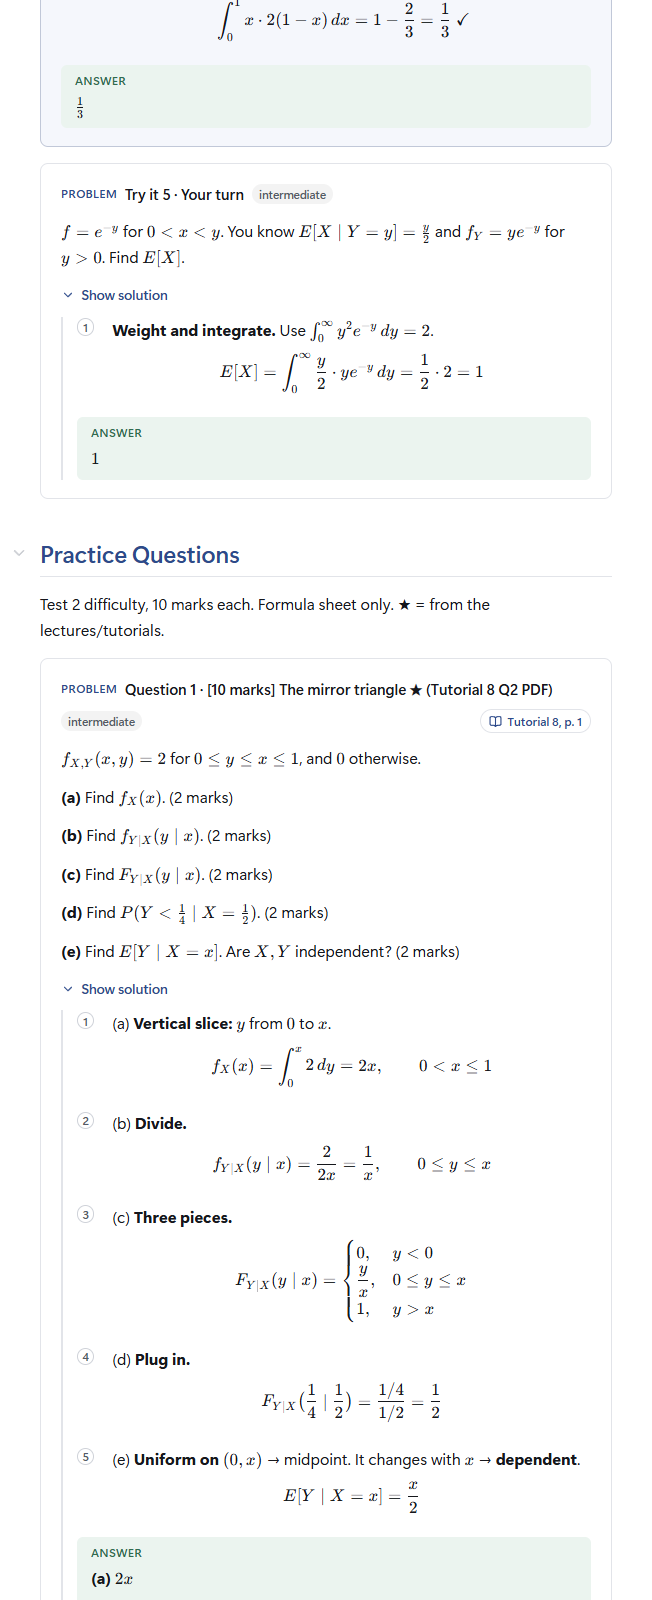 ∫₀¹ x · 2(1 − x) dx = 1 − 2/3 = 1/3 ✓
ANSWER
1/3
PROBLEM Try it 5 · Your turn intermediate
f = e^−y for 0 < x < y. You know E[X | Y = y] = y/2 and f_Y = ye^−y for
y > 0. Find E[X].
Show solution
1 Weight and integrate. Use ∫₀^∞ y²e^−y dy = 2.
E[X] = ∫₀^∞ y/2 · ye^−y dy = 1/2 · 2 = 1
ANSWER
1
Practice Questions
Test 2 difficulty, 10 marks each. Formula sheet only. ★ = from the
lectures/tutorials.
PROBLEM Question 1 · [10 marks] The mirror triangle ★ (Tutorial 8 Q2 PDF)
intermediate Tutorial 8, p. 1
f_X,Y(x, y) = 2 for 0 ≤ y ≤ x ≤ 1, and 0 otherwise.
(a) Find f_X(x). (2 marks)
(b) Find f_Y|X(y | x). (2 marks)
(c) Find F_Y|X(y | x). (2 marks)
(d) Find P(Y < 1/4 | X = 1/2). (2 marks)
(e) Find E[Y | X = x]. Are X, Y independent? (2 marks)
Show solution
1 (a) Vertical slice: y from 0 to x.
f_X(x) = ∫₀^x 2 dy = 2x, 0 < x ≤ 1
2 (b) Divide.
f_Y|X(y | x) = 2/2x = 1/x, 0 ≤ y ≤ x
3 (c) Three pieces.
F_Y|X(y | x) = { 0, y < 0
y/x, 0 ≤ y ≤ x
1, y > x
4 (d) Plug in.
F_Y|X(1/4 | 1/2) = (1/4)/(1/2) = 1/2
5 (e) Uniform on (0, x) → midpoint. It changes with x → dependent.
E[Y | X = x] = x/2
ANSWER
(a) 2x